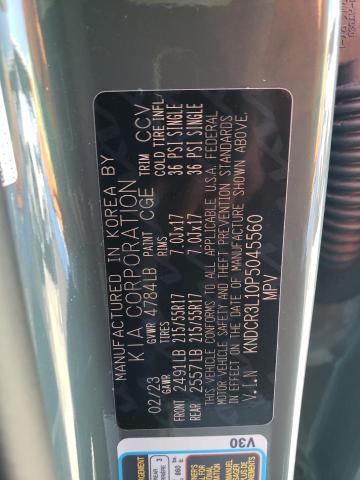 MANUFACTURED IN KOREA BY
KIA CORPORATION
02/23 GVWR 4784LB PAINT CGE TRIM CCV
GAWR TIRES RIMS COLD TIRE INFL.
FRONT 2491LB 215/55R17 7.0JX17 36 PSI SINGLE
REAR 2557LB 215/55R17 7.0JX17 36 PSI SINGLE
THIS VEHICLE CONFORMS TO ALL APPLICABLE U.S.A. FEDERAL
MOTOR VEHICLE SAFETY AND THEFT PREVENTION STANDARDS
IN EFFECT ON THE DATE OF MANUFACTURE SHOWN ABOVE.
V.I.N KNDCR3L10P5045560
MPV
V30